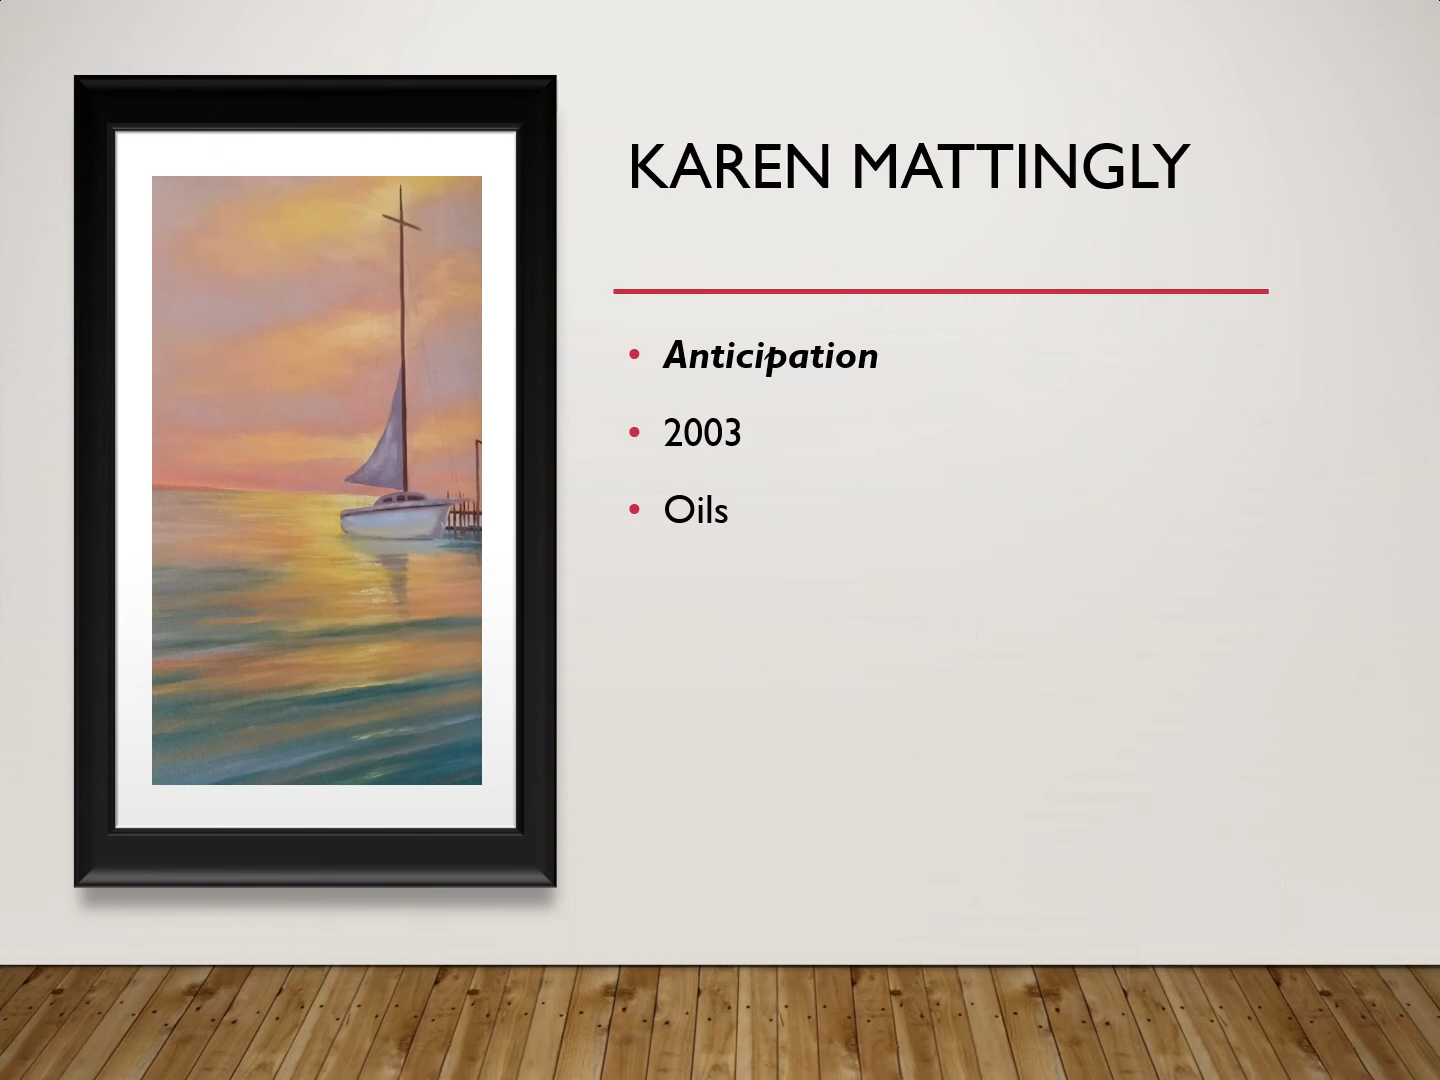 KAREN MATTINGLY
• Anticipation
• 2003
• Oils